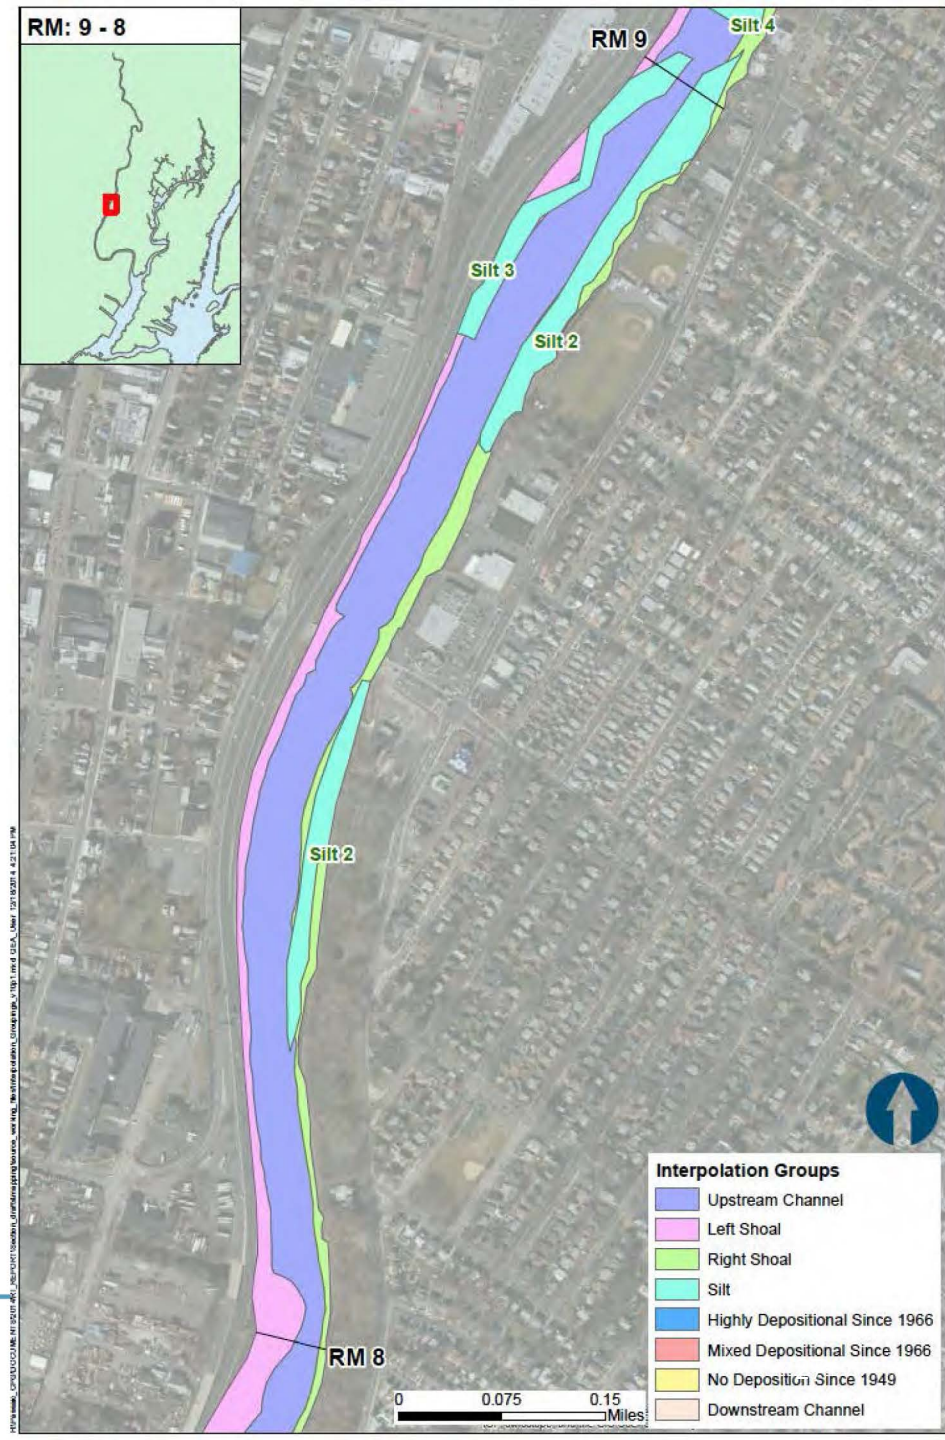 RM: 9 - 8
RM 9
Silt 4
Silt 3
Silt 2
Silt 2
RM 8
Interpolation Groups
Upstream Channel
Left Shoal
Right Shoal
Silt
Highly Depositional Since 1966
Mixed Depositional Since 1966
No Deposition Since 1949
Downstream Channel
0 0.075 0.15
Miles